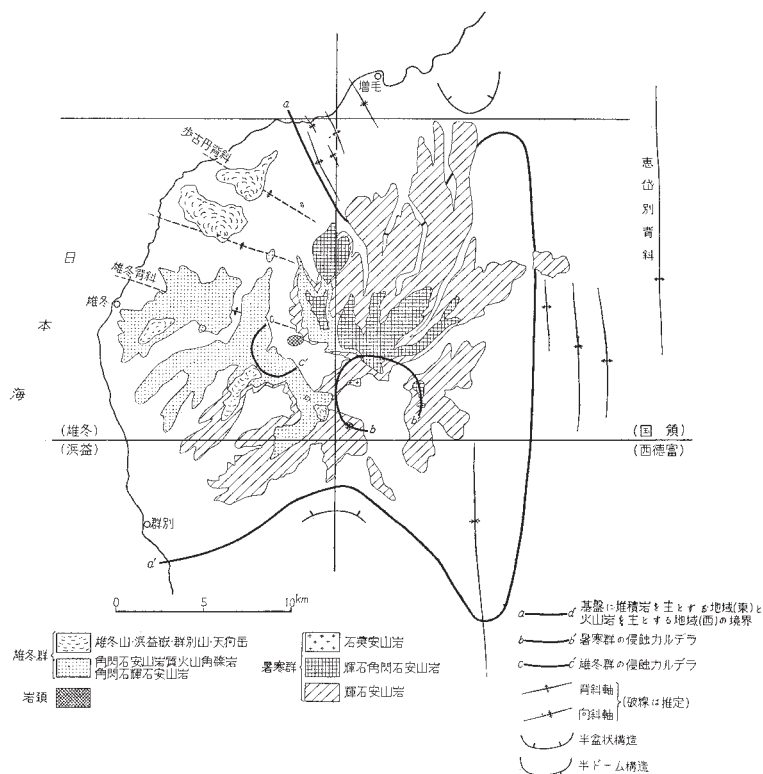 増毛
a
歩古円背斜
恵岱別背斜
日本海
雄冬背斜
雄冬
c
c'
b
b'
(雄冬)
(国領)
(浜益)
(西徳富)
群別
a'
0 5 10km
雄冬群
雄冬山・浜益嶽・群別山・天向岳
角閃石安山岩質火山角礫岩
角閃石輝石安山岩
岩頸
暑寒群
石英安山岩
輝石角閃石安山岩
輝石安山岩
a a' 基盤に堆積岩を主とする地域(東)と
火山岩を主とする地域(西)の境界
b b' 暑寒群の侵蝕カルデラ
c c' 雄冬群の侵蝕カルデラ
背斜軸
向斜軸
(破線は推定)
半盆状構造
半ドーム構造